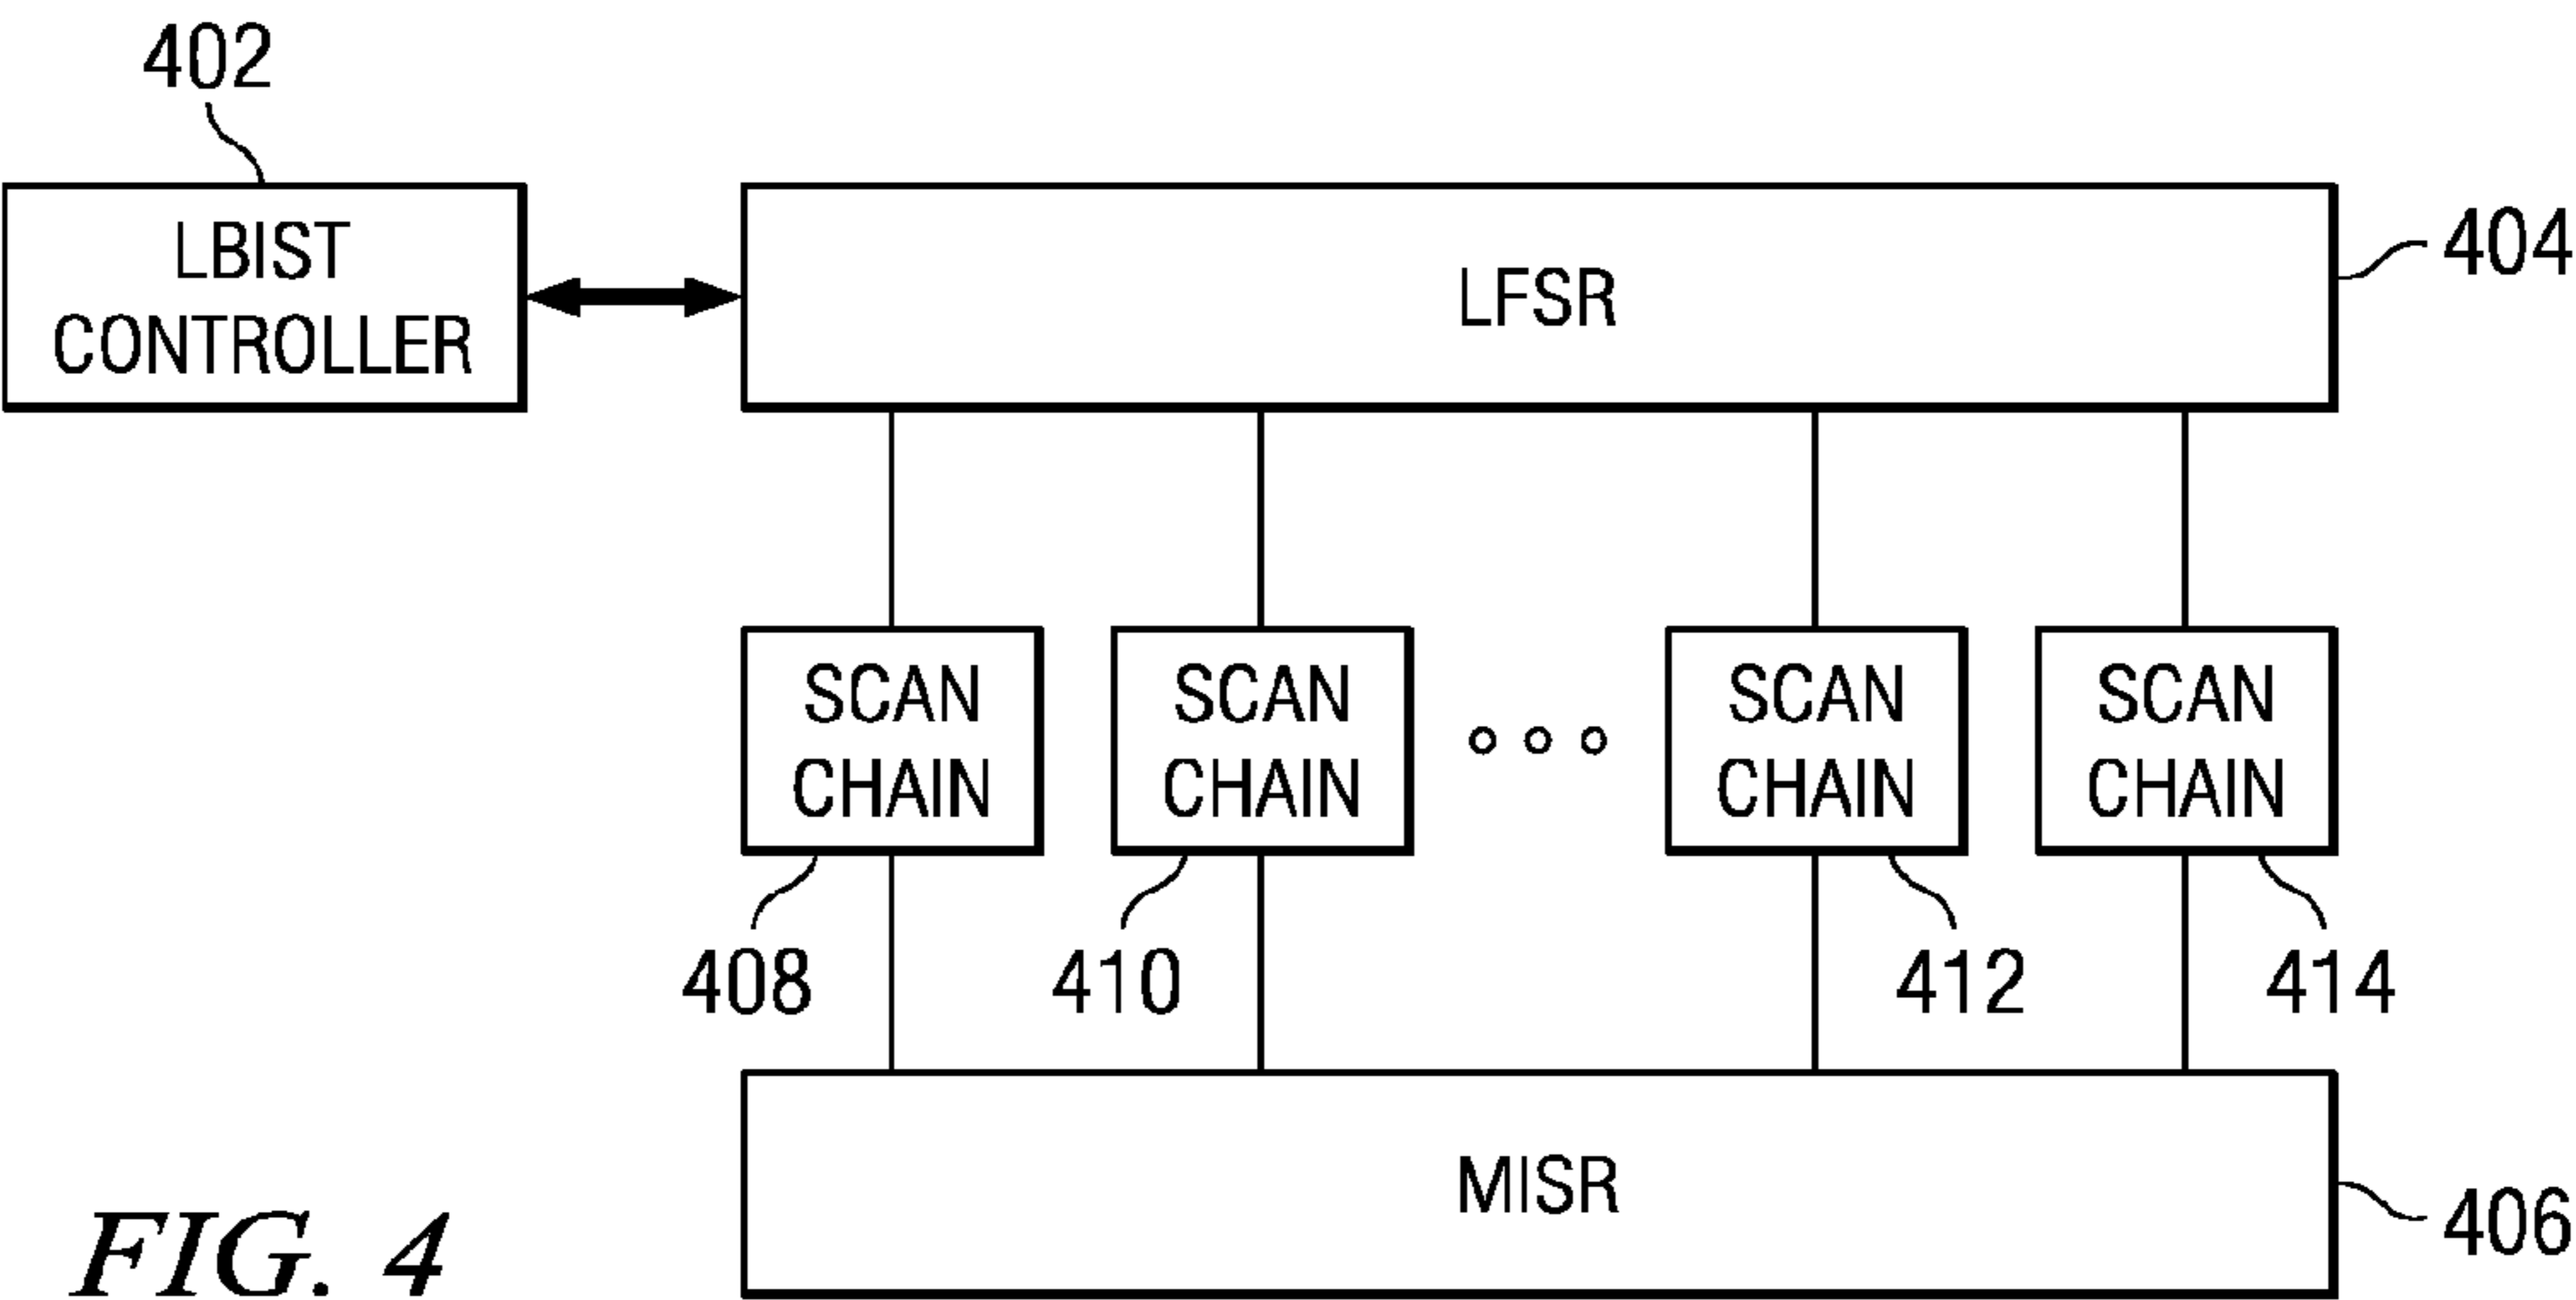 402
LBIST
CONTROLLER
LFSR
404
SCAN
CHAIN
SCAN
CHAIN
SCAN
CHAIN
SCAN
CHAIN
408
410
412
414
MISR
406
FIG. 4